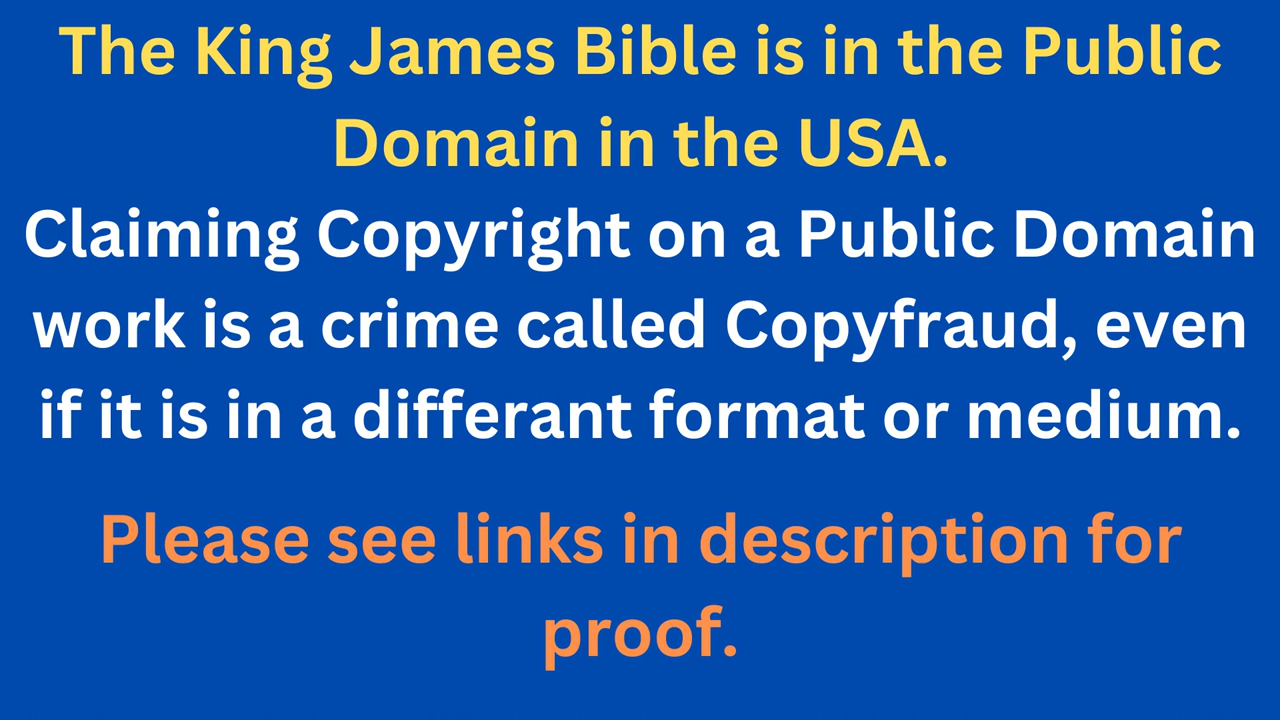 The King James Bible is in the Public
Domain in the USA.
Claiming Copyright on a Public Domain
work is a crime called Copyfraud, even
if it is in a differant format or medium.
Please see links in description for
proof.